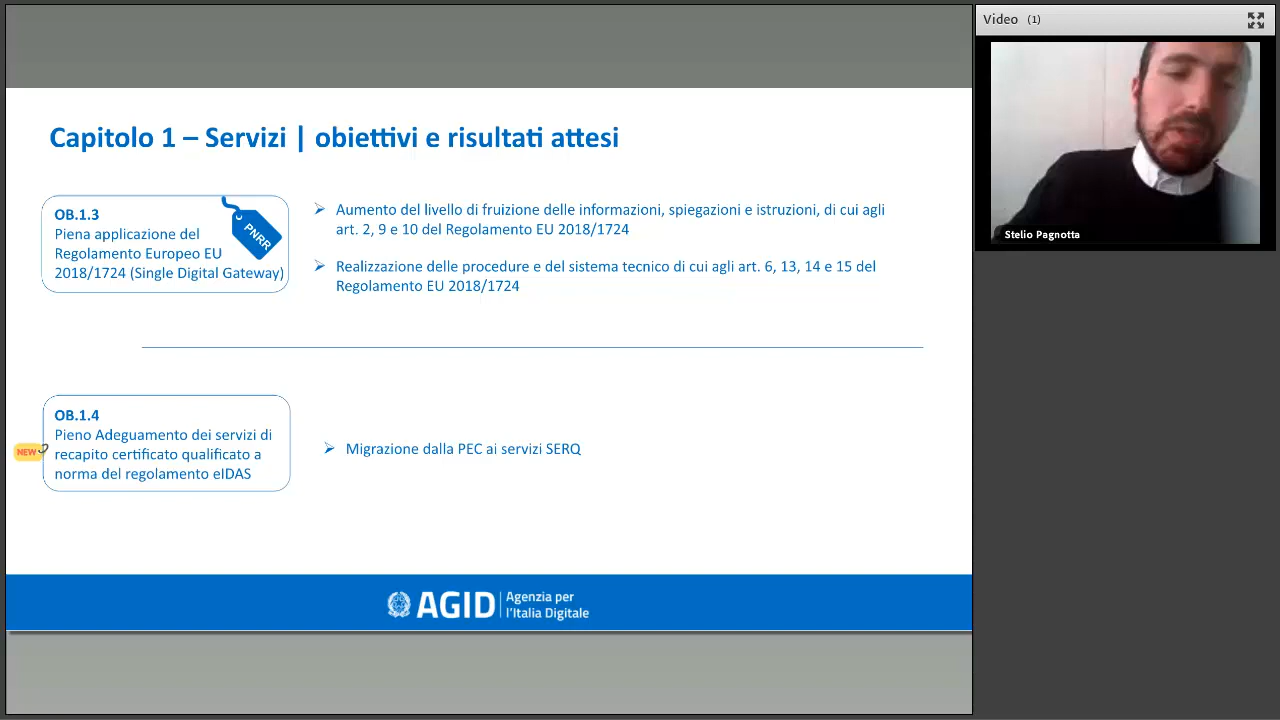 Video (1)
Stelio Pagnotta
Capitolo 1 – Servizi | obiettivi e risultati attesi
OB.1.3
Piena applicazione del
Regolamento Europeo EU
2018/1724 (Single Digital Gateway)
PNRR
Aumento del livello di fruizione delle informazioni, spiegazioni e istruzioni, di cui agli
art. 2, 9 e 10 del Regolamento EU 2018/1724
Realizzazione delle procedure e del sistema tecnico di cui agli art. 6, 13, 14 e 15 del
Regolamento EU 2018/1724
OB.1.4
Pieno Adeguamento dei servizi di
recapito certificato qualificato a
norma del regolamento eIDAS
NEW
Migrazione dalla PEC ai servizi SERQ
AGID
Agenzia per
l'Italia Digitale